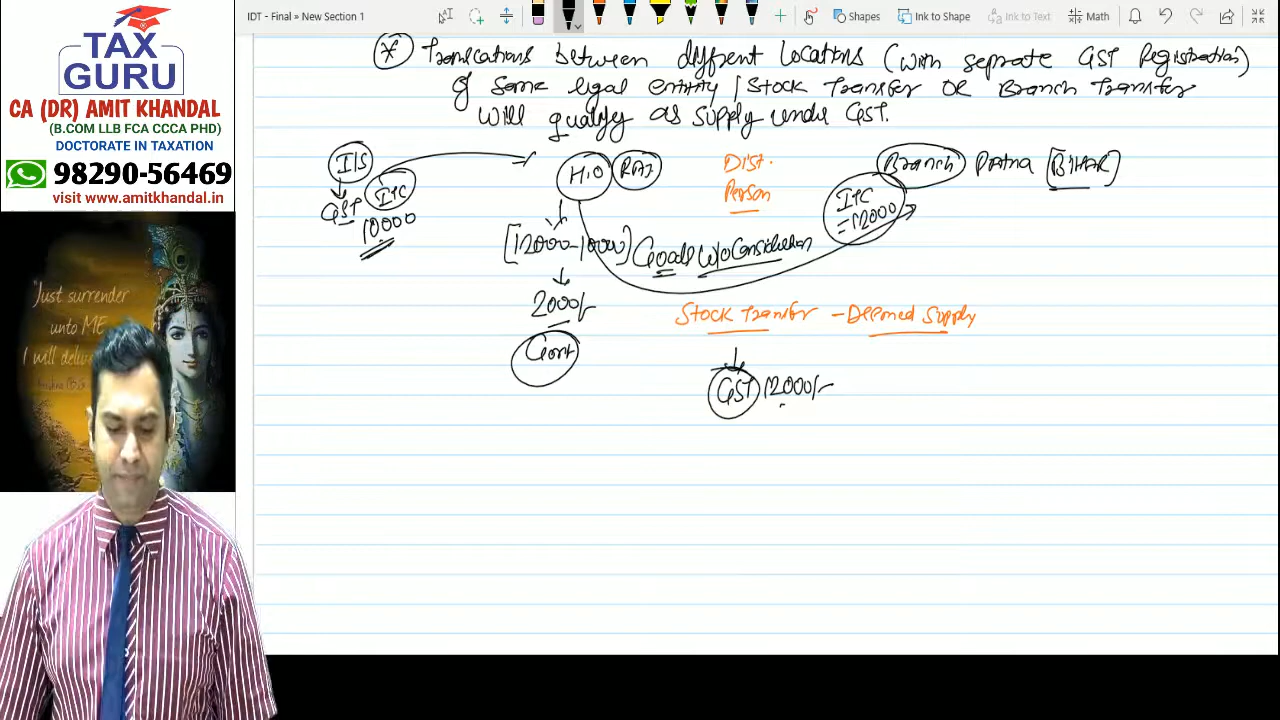 IDT - Final » New Section 1
Shapes
Ink to Shape
Ink to Text
Math
TAX
GURU
CA (DR) AMIT KHANDAL
(B.COM LLB FCA CCCA PHD)
DOCTORATE IN TAXATION
98290-56469
visit www.amitkhandal.in
"Just surrender
unto ME
I will deliv
* Transcations between diffrent locations (with seprate GST Registration)
of same legal entity / Stock Transfer OR Branch Transfer
will qualify as supply under GST.
I/S
H.O
RAJ
Dist.
Person
Branch Patna [BIHAR]
GST
ITC
10000
ITC
=12000
[12000-10000]
Goods w/o Consideration
2000/-
Stock Transfer - Deemed Supply
Govt
GST 12000/-